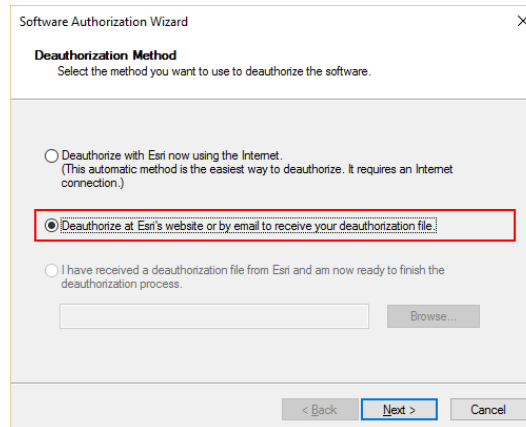 Software Authorization Wizard
Deauthorization Method
Select the method you want to use to deauthorize the software.
Deauthorize with Esri now using the Internet.
(This automatic method is the easiest way to deauthorize. It requires an Internet
connection.)
Deauthorize at Esri's website or by email to receive your deauthorization file.
I have received a deauthorization file from Esri and am now ready to finish the
deauthorization process.
Browse...
< Back Next > Cancel